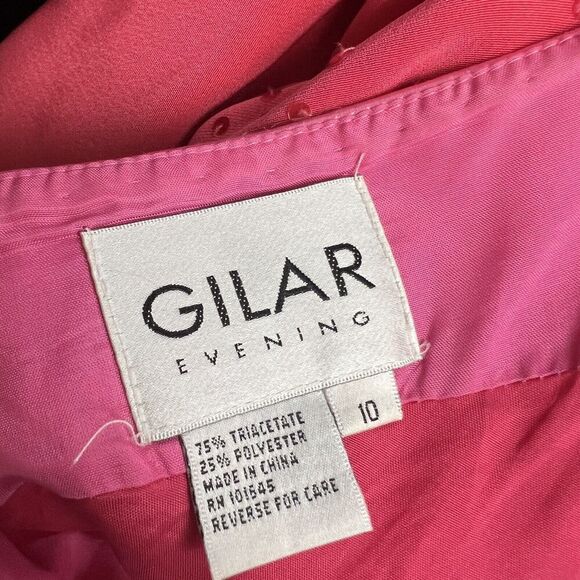 GILAR
EVENING
10
75% TRIACETATE
25% POLYESTER
MADE IN CHINA
RN 101645
REVERSE FOR CARE